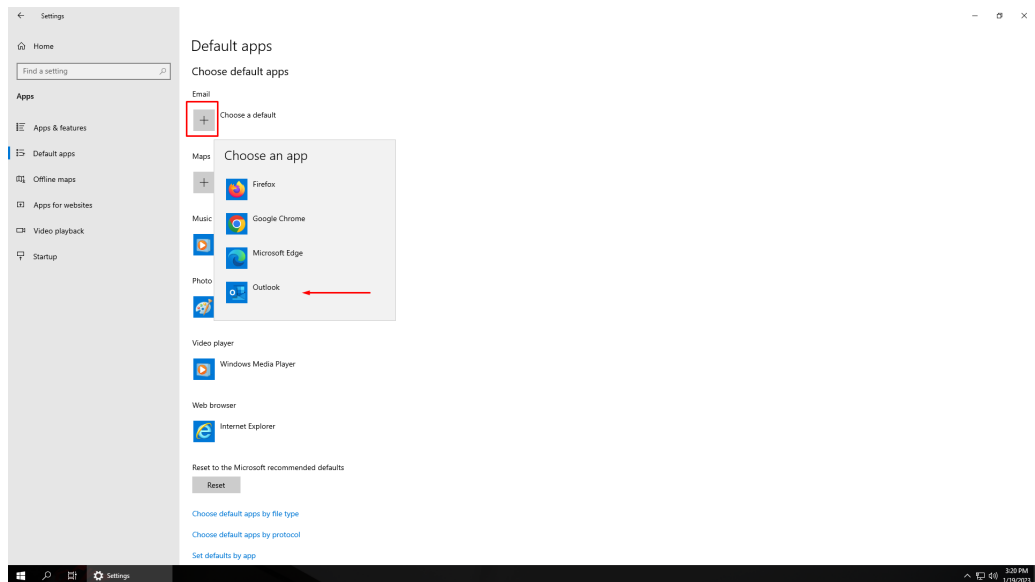 Settings
Home
Find a setting
Apps
Apps & features
Default apps
Offline maps
Apps for websites
Video playback
Startup
Default apps
Choose default apps
Email
Choose a default
Maps
Choose an app
Firefox
Google Chrome
Microsoft Edge
Outlook
Music
Photo
Video player
Windows Media Player
Web browser
Internet Explorer
Reset to the Microsoft recommended defaults
Reset
Choose default apps by file type
Choose default apps by protocol
Set defaults by app
Settings
3:20 PM
1/19/2023